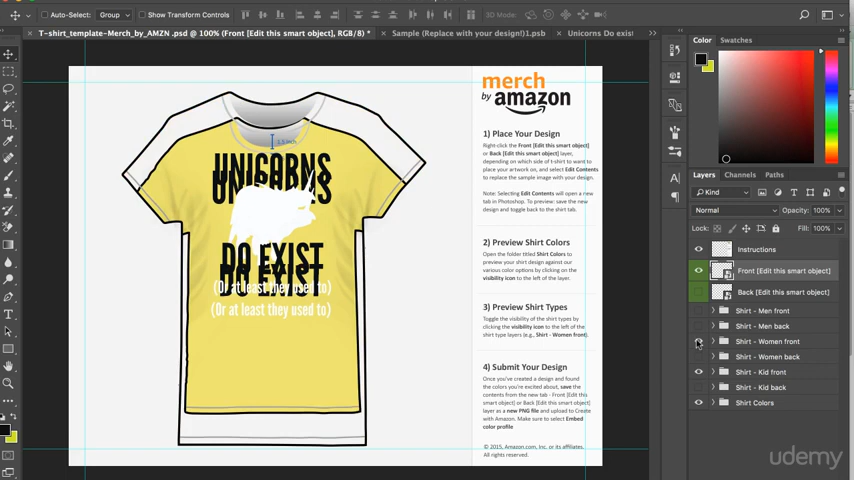 Auto-Select:
Group
Show Transform Controls
3D Mode:
T-shirt_template-Merch_by_AMZN.psd @ 100% (Front [Edit this smart object], RGB/8) *
Sample (Replace with your design!)1.psb
Unicorns Do exist
UNICORNS
DO EXIST
DO EXIST
(Or at least they used to)
(Or at least they used to)
merch
by amazon
1) Place Your Design
Right-click the Front [Edit this smart object]
or Back [Edit this smart object] layer,
depending on which side of t-shirt to want to
place your artwork on, and select Edit Contents
to replace the sample image with your design.
Note: Selecting Edit Contents will open a new
tab in Photoshop. To preview: save the new
design and toggle back to the shirt tab.
2) Preview Shirt Colors
Open the folder titled Shirt Colors to
preview your shirt design against our
various color options by clicking on the
visibility icon to the left of the layer.
3) Preview Shirt Types
Toggle the visibility of the shirt types by
clicking the visibility icon to the left of the
shirt type layers (e.g., Shirt - Women front).
4) Submit Your Design
Once you've created a design and found
the colors you're excited about, save the
contents from the new tab - Front [Edit this
smart object] or Back [Edit this smart object]
layer as a new PNG file and upload to Create
with Amazon. Make sure to select Embed
color profile
© 2015, Amazon.com, Inc. or its affiliates.
All rights reserved.
Color
Swatches
Layers
Channels
Paths
Kind
Normal
Opacity: 100%
Lock:
Fill: 100%
Instructions
Front [Edit this smart object]
Back [Edit this smart object]
Shirt - Men front
Shirt - Men back
Shirt - Women front
Shirt - Women back
Shirt - Kid front
Shirt - Kid back
Shirt Colors
udemy